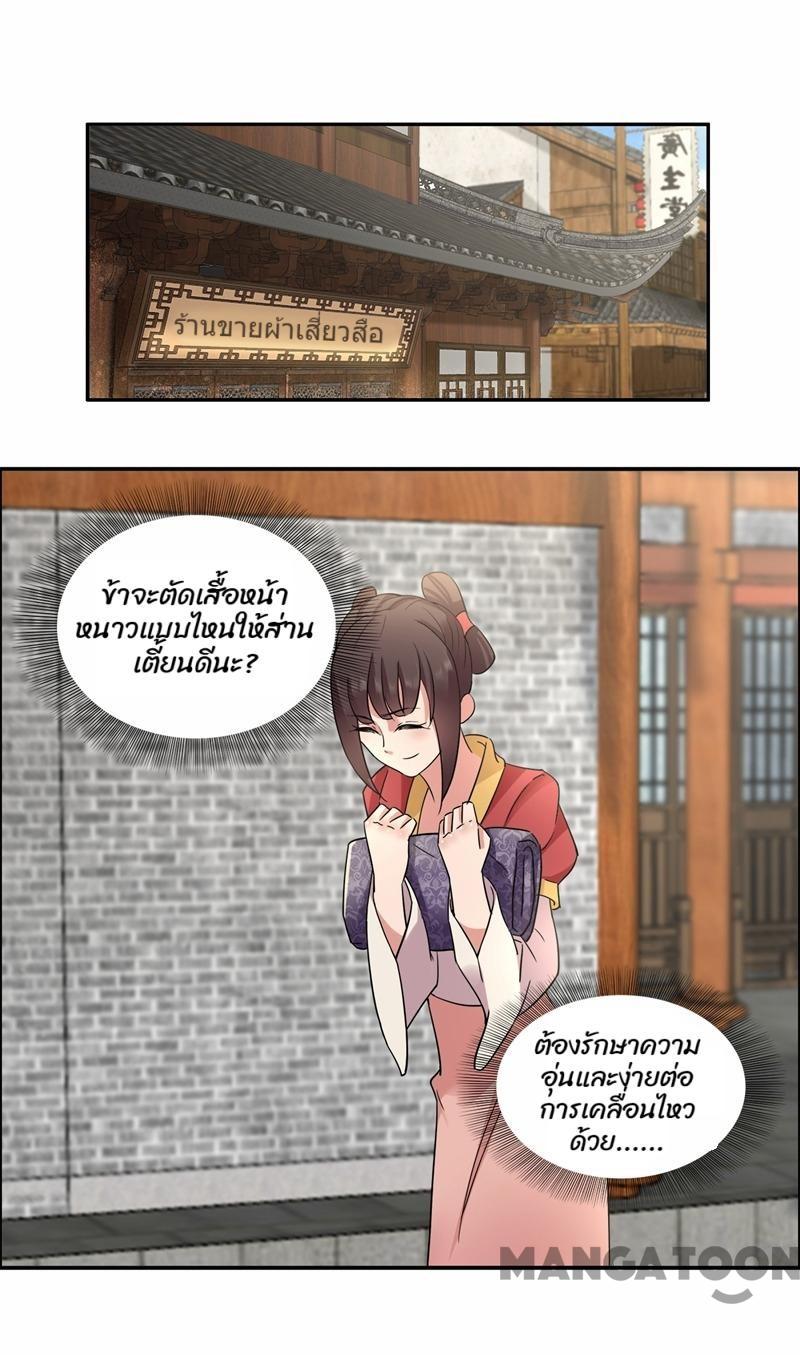 廣生堂
ร้านขายผ้าเสี่ยวสือ
ข้าจะตัดเสื้อหน้า
หนาวแบบไหนให้ส่าน
เตี้ยนดีนะ?
ต้องรักษาความ
อุ่นและง่ายต่อ
การเคลื่อนไหว
ด้วย......
MANGATOON